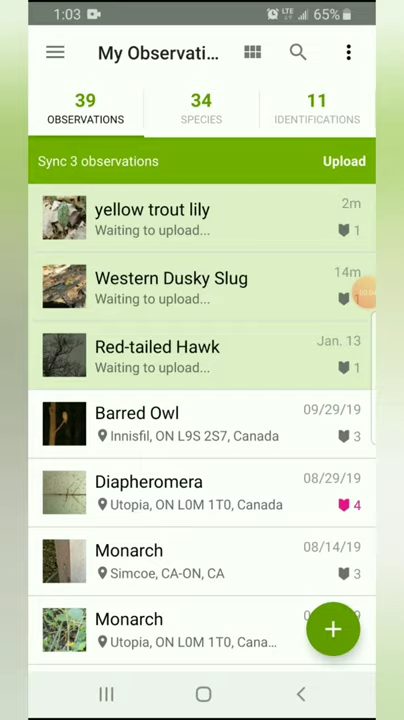 1:03 LTE 65%
My Observati...
39 34 11
OBSERVATIONS SPECIES IDENTIFICATIONS
Sync 3 observations Upload
yellow trout lily 2m
Waiting to upload... 1
Western Dusky Slug 14m
Waiting to upload...
Red-tailed Hawk Jan. 13
Waiting to upload... 1
Barred Owl 09/29/19
Innisfil, ON L9S 2S7, Canada 3
Diapheromera 08/29/19
Utopia, ON L0M 1T0, Canada 4
Monarch 08/14/19
Simcoe, CA-ON, CA 3
Monarch
Utopia, ON L0M 1T0, Cana...